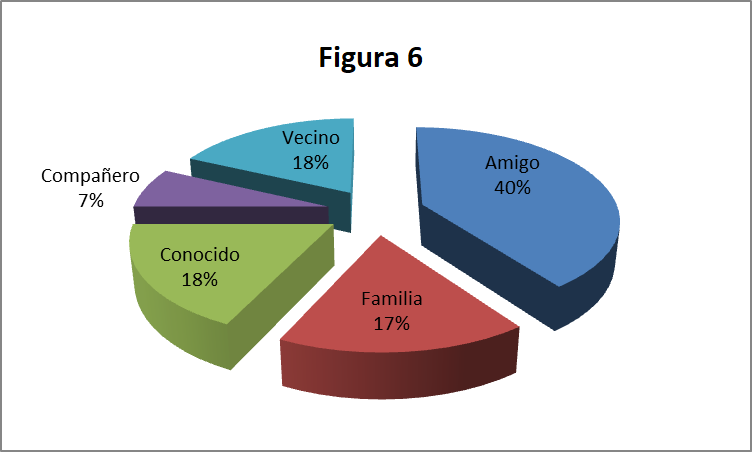 Figura 6
Vecino
18%
Amigo
40%
Compañero
7%
Conocido
18%
Familia
17%